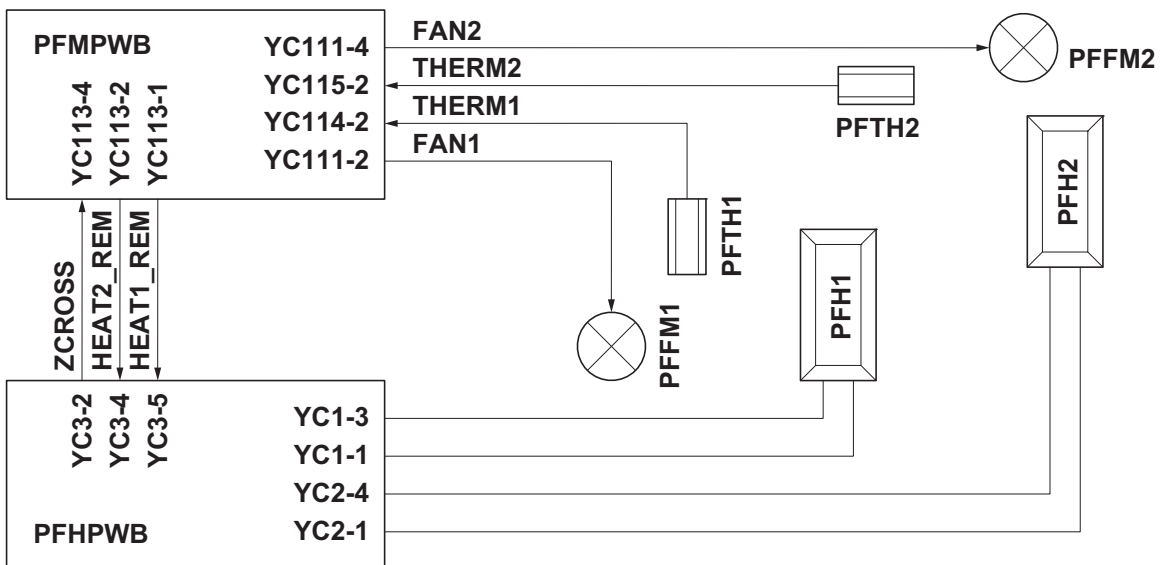 PFMPWB
YC113-4
YC113-2
YC113-1
YC111-4
YC115-2
YC114-2
YC111-2
FAN2
THERM2
THERM1
FAN1
PFFM2
PFTH2
PFH2
PFTH1
PFH1
PFFM1
ZCROSS
HEAT2_REM
HEAT1_REM
YC3-2
YC3-4
YC3-5
YC1-3
YC1-1
YC2-4
YC2-1
PFHPWB